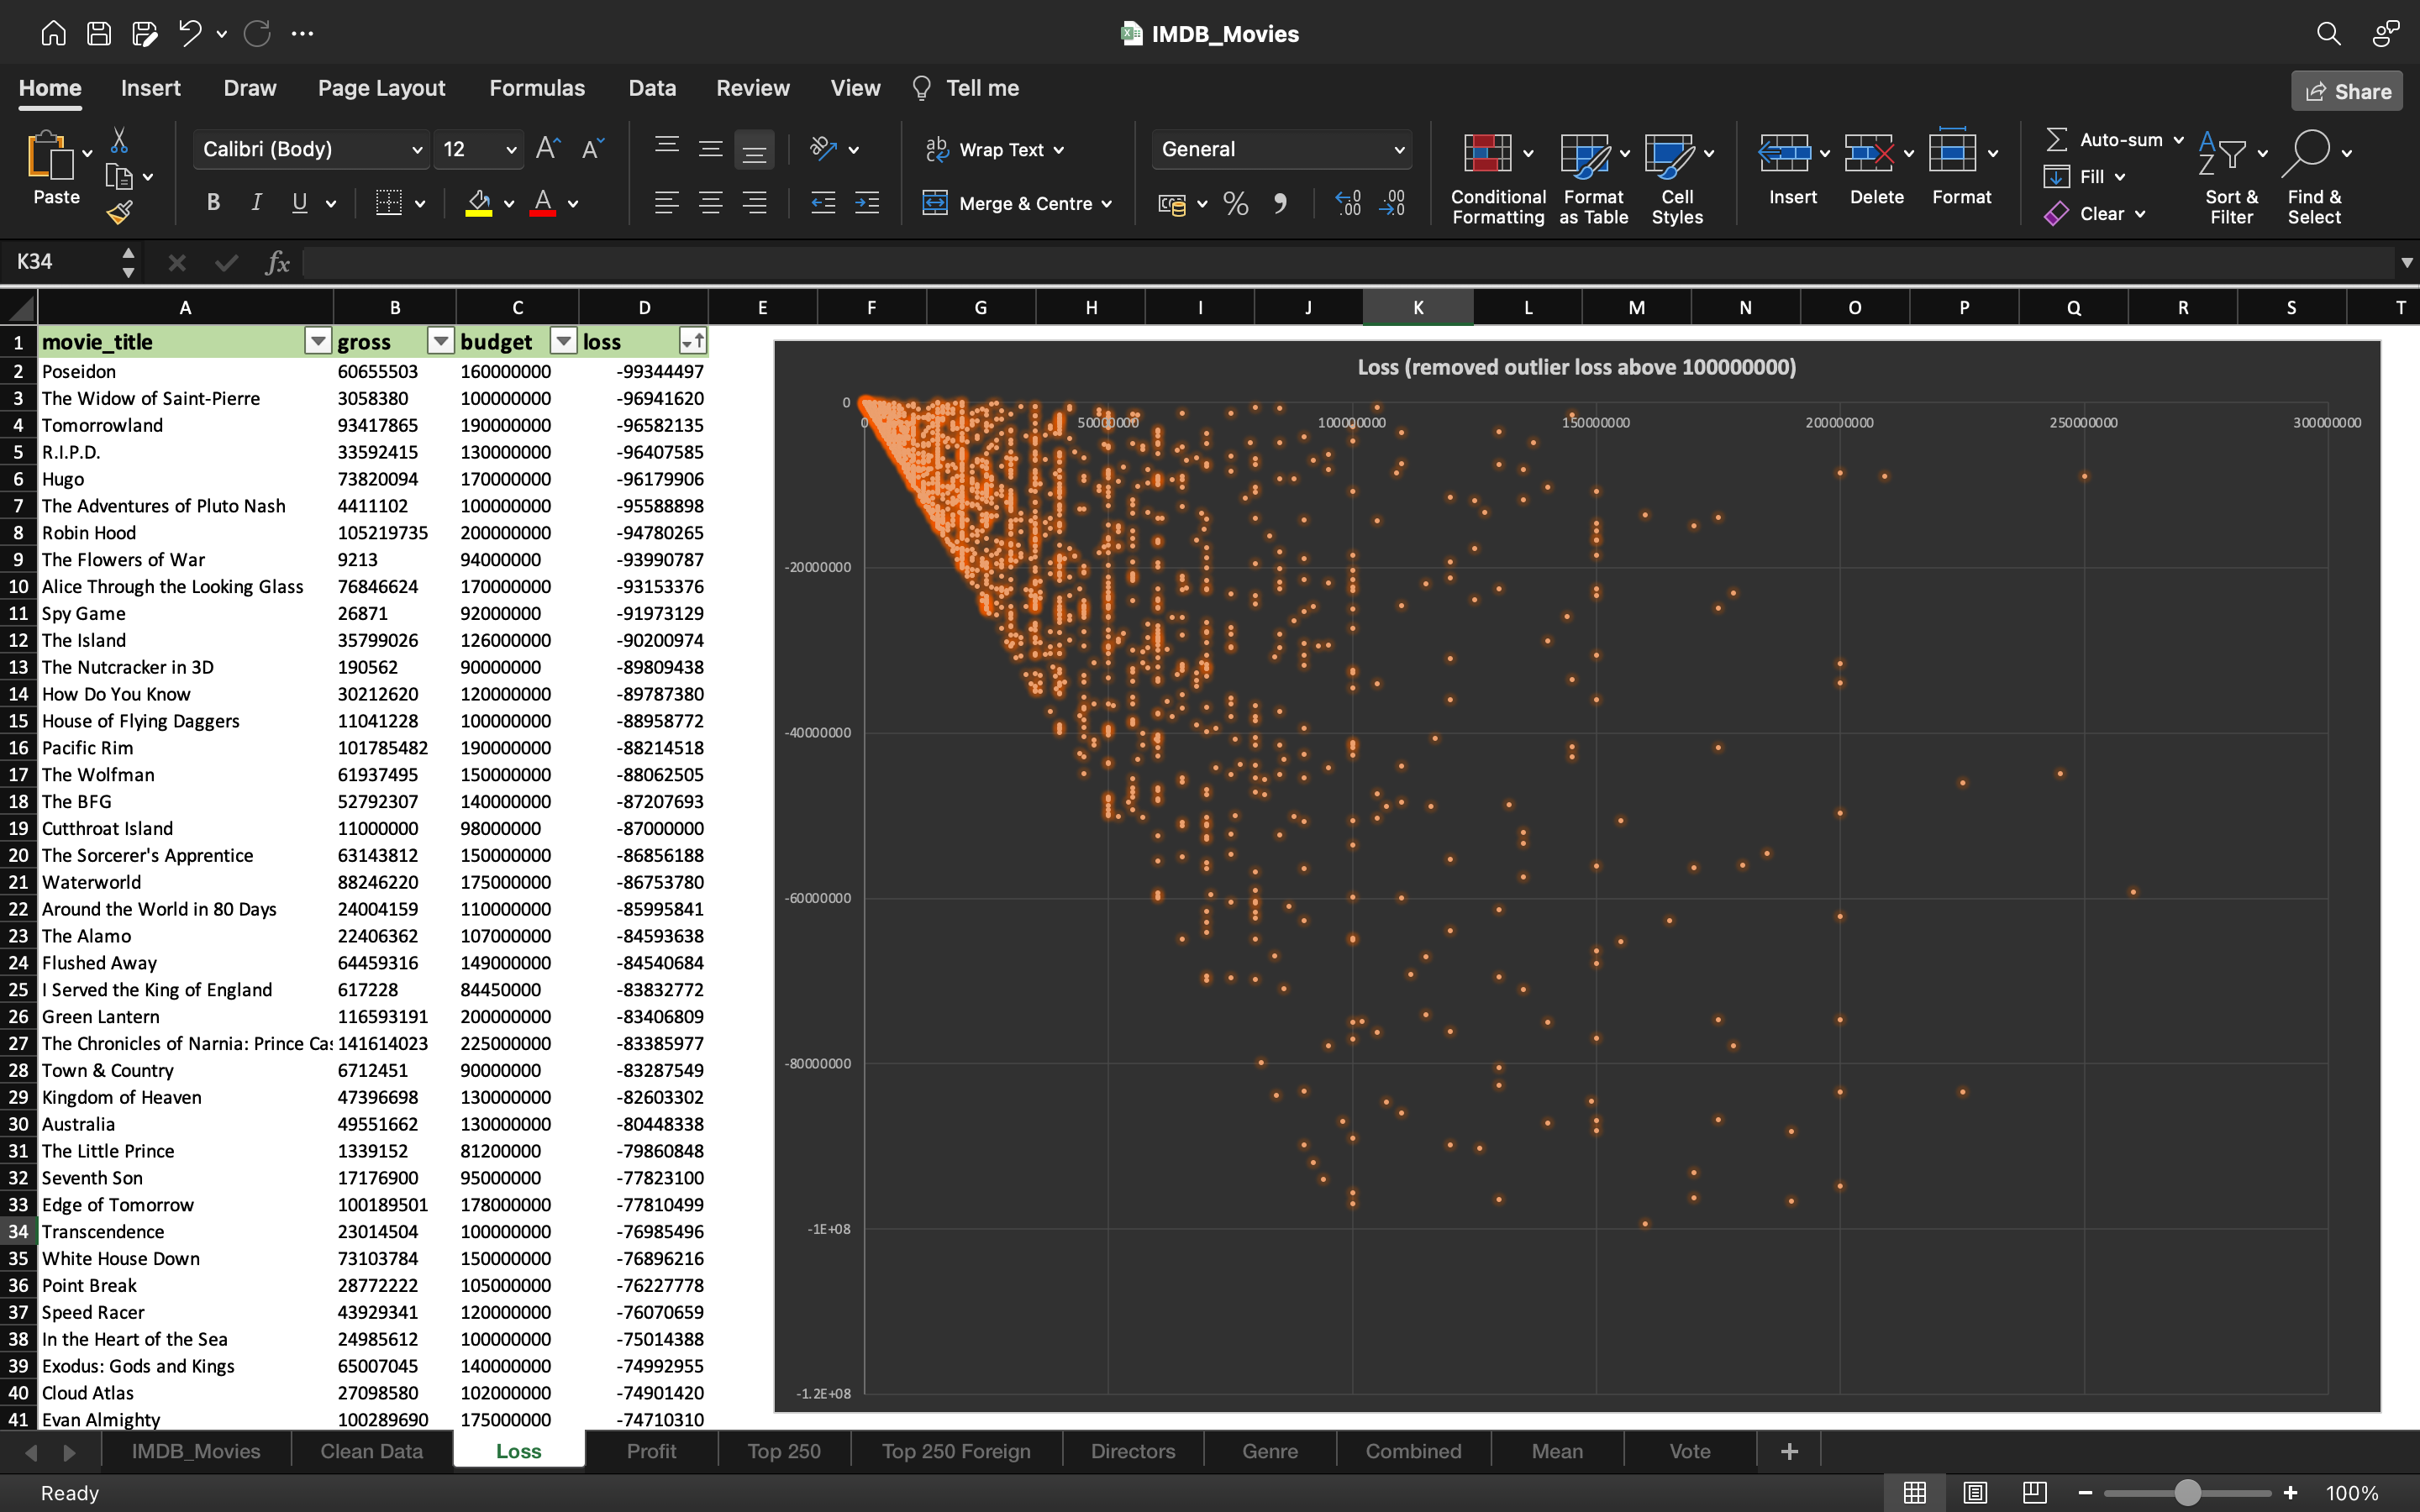 IMDB_Movies
Home Insert Draw Page Layout Formulas Data Review View Tell me Share
Paste Calibri (Body) 12 Wrap Text General Conditional Formatting Format as Table Cell Styles Insert Delete Format Auto-sum Sort & Filter Find & Select
B I U Merge & Centre Fill
Clear
K34 fx
A B C D E F G H I J K L M N O P Q R S T
1 movie_title gross budget loss
2 Poseidon 60655503 160000000 -99344497
3 The Widow of Saint-Pierre 3058380 100000000 -96941620
4 Tomorrowland 93417865 190000000 -96582135
5 R.I.P.D. 33592415 130000000 -96407585
6 Hugo 73820094 170000000 -96179906
7 The Adventures of Pluto Nash 4411102 100000000 -95588898
8 Robin Hood 105219735 200000000 -94780265
9 The Flowers of War 9213 94000000 -93990787
10 Alice Through the Looking Glass 76846624 170000000 -93153376
11 Spy Game 26871 92000000 -91973129
12 The Island 35799026 126000000 -90200974
13 The Nutcracker in 3D 190562 90000000 -89809438
14 How Do You Know 30212620 120000000 -89787380
15 House of Flying Daggers 11041228 100000000 -88958772
16 Pacific Rim 101785482 190000000 -88214518
17 The Wolfman 61937495 150000000 -88062505
18 The BFG 52792307 140000000 -87207693
19 Cutthroat Island 11000000 98000000 -87000000
20 The Sorcerer's Apprentice 63143812 150000000 -86856188
21 Waterworld 88246220 175000000 -86753780
22 Around the World in 80 Days 24004159 110000000 -85995841
23 The Alamo 22406362 107000000 -84593638
24 Flushed Away 64459316 149000000 -84540684
25 I Served the King of England 617228 84450000 -83832772
26 Green Lantern 116593191 200000000 -83406809
27 The Chronicles of Narnia: Prince Cas 141614023 225000000 -83385977
28 Town & Country 6712451 90000000 -83287549
29 Kingdom of Heaven 47396698 130000000 -82603302
30 Australia 49551662 130000000 -80448338
31 The Little Prince 1339152 81200000 -79860848
32 Seventh Son 17176900 95000000 -77823100
33 Edge of Tomorrow 100189501 178000000 -77810499
34 Transcendence 23014504 100000000 -76985496
35 White House Down 73103784 150000000 -76896216
36 Point Break 28772222 105000000 -76227778
37 Speed Racer 43929341 120000000 -76070659
38 In the Heart of the Sea 24985612 100000000 -75014388
39 Exodus: Gods and Kings 65007045 140000000 -74992955
40 Cloud Atlas 27098580 102000000 -74901420
41 Evan Almighty 100289690 175000000 -74710310
Loss (removed outlier loss above 100000000)
0
0 50000000 100000000 150000000 200000000 250000000 300000000
-20000000
-40000000
-60000000
-80000000
-1E+08
-1.2E+08
IMDB_Movies Clean Data Loss Profit Top 250 Top 250 Foreign Directors Genre Combined Mean Vote
Ready 100%